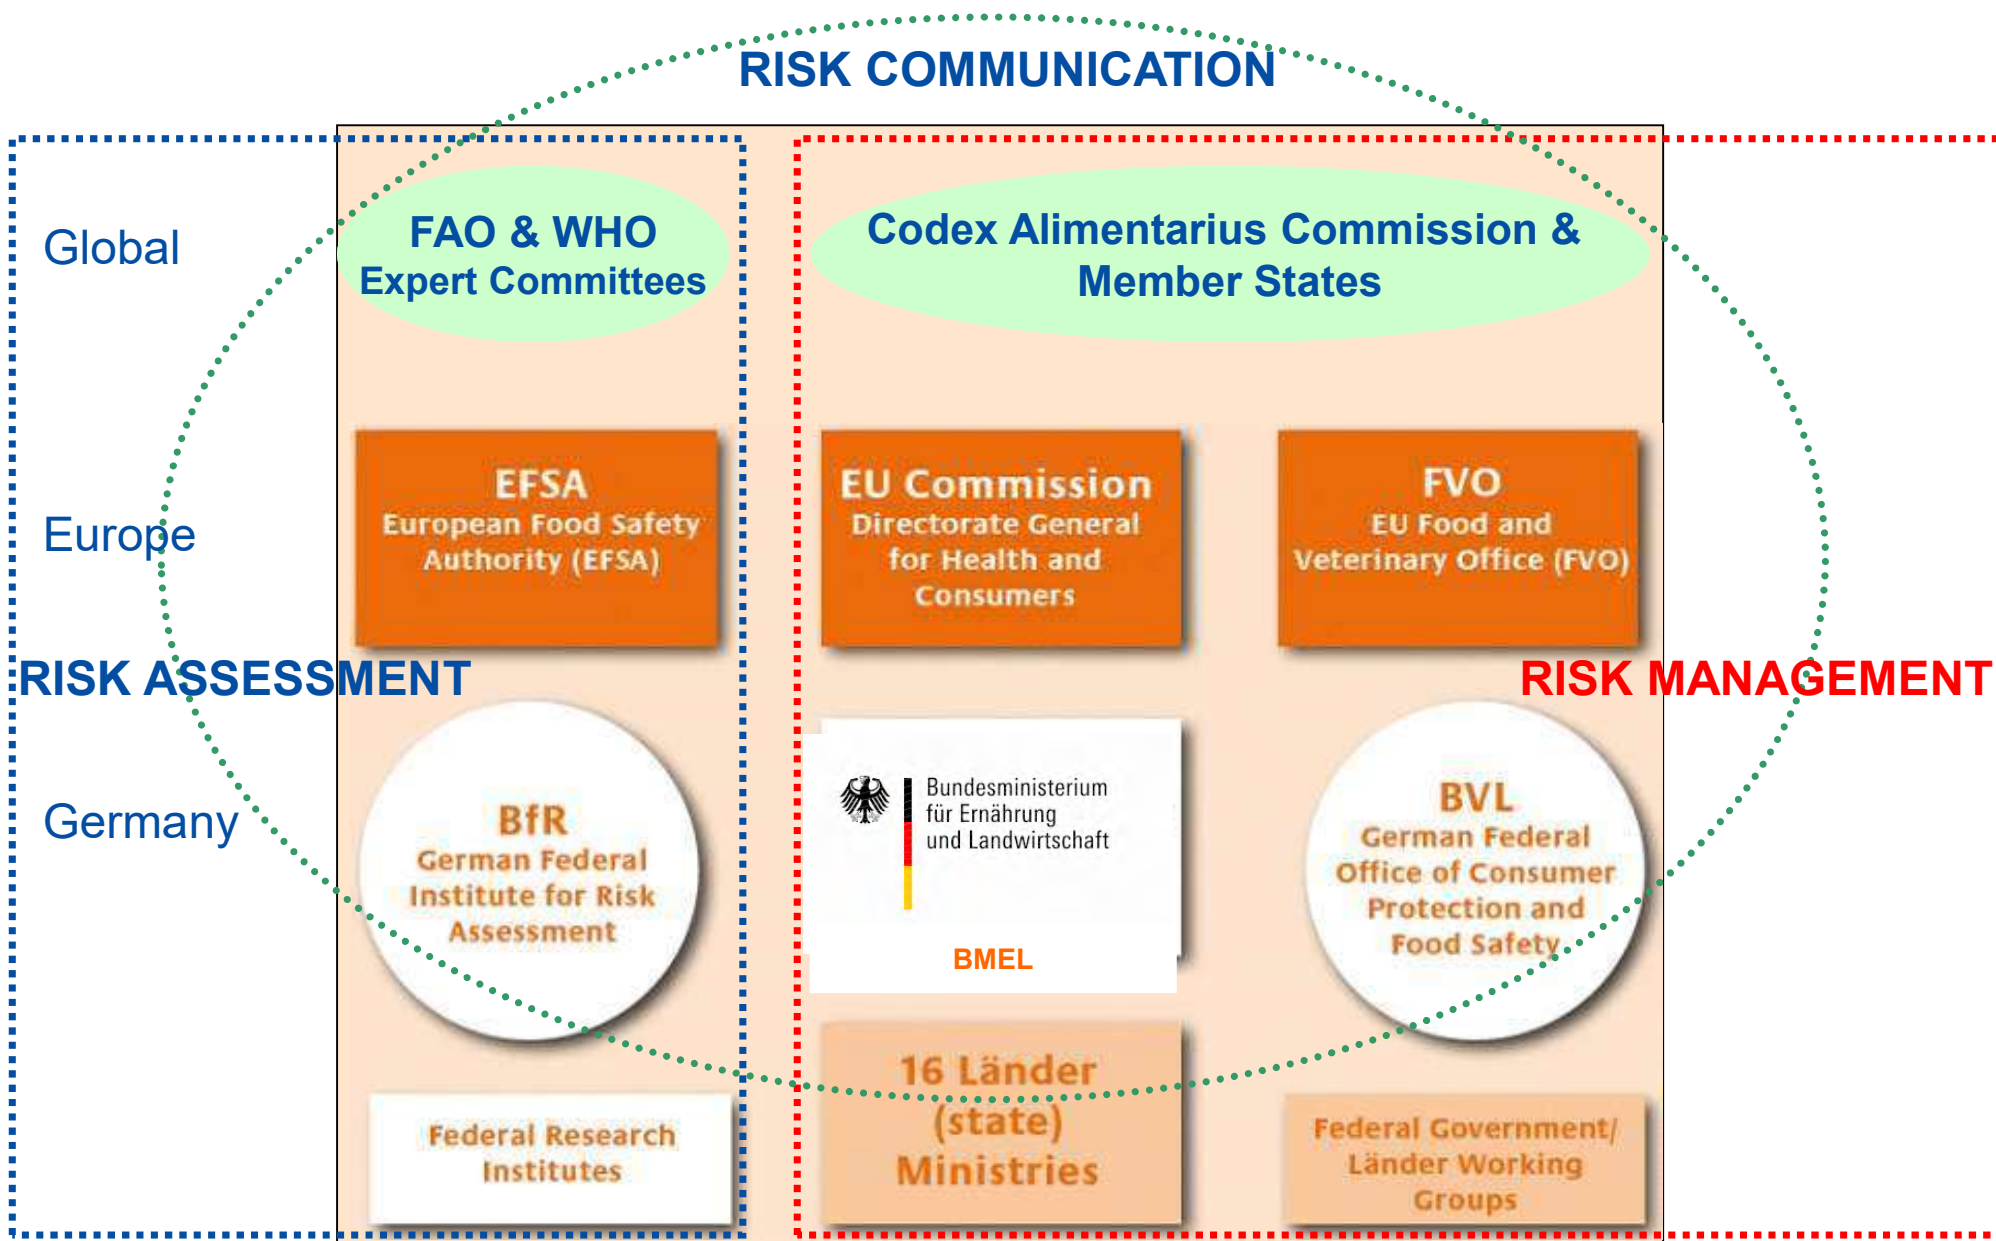 RISK COMMUNICATION
Global
FAO & WHO
Expert Committees
Codex Alimentarius Commission &
Member States
Europe
EFSA
European Food Safety
Authority (EFSA)
EU Commission
Directorate General
for Health and
Consumers
FVO
EU Food and
Veterinary Office (FVO)
RISK ASSESSMENT
RISK MANAGEMENT
Germany
BfR
German Federal
Institute for Risk
Assessment
Bundesministerium
für Ernährung
und Landwirtschaft
BMEL
BVL
German Federal
Office of Consumer
Protection and
Food Safety
Federal Research
Institutes
16 Länder
(state)
Ministries
Federal Government/
Länder Working
Groups